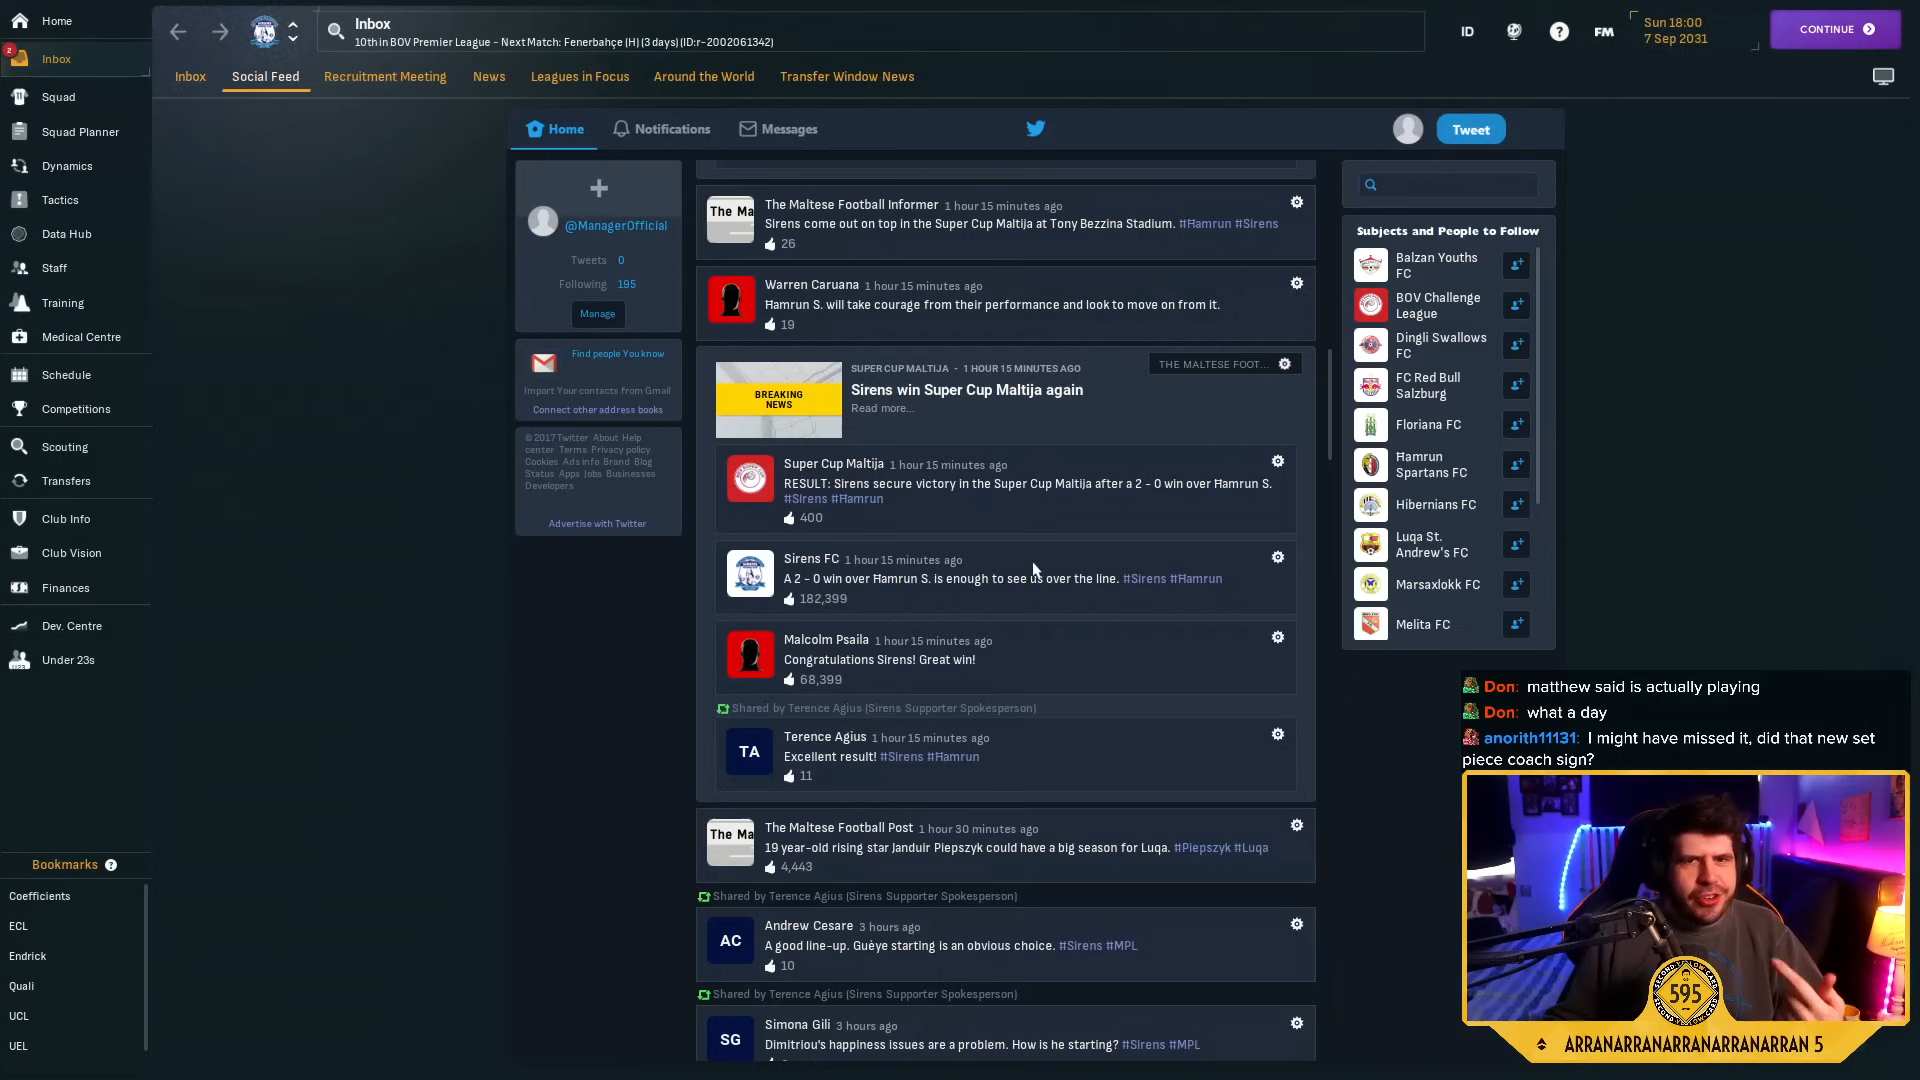 Home
2
Inbox
Squad
Squad Planner
Dynamics
Tactics
Data Hub
Staff
Training
Medical Centre
Schedule
Competitions
Scouting
Transfers
Club Info
Club Vision
Finances
Dev. Centre
Under 23s
Bookmarks ?
Coefficients
ECL
Endrick
Quali
UCL
UEL
Inbox
10th in BOV Premier League - Next Match: Fenerbahçe (H) (3 days) (ID:r-2002061342)
ID
?
FM
Sun 18:00
7 Sep 2031
CONTINUE
Inbox
Social Feed
Recruitment Meeting
News
Leagues in Focus
Around the World
Transfer Window News
Home
Notifications
Messages
Tweet
@ManagerOfficial
Tweets 0
Following 195
Manage
Find people You know
Import Your contacts from Gmail
Connect other address books
© 2017 Twitter About Help
center Terms Privacy policy
Cookies Ads info Brand Blog
Status Apps Jobs Businesses
Developers
Advertise with Twitter
The Ma
The Maltese Football Informer 1 hour 15 minutes ago
Sirens come out on top in the Super Cup Maltija at Tony Bezzina Stadium. #Ħamrun #Sirens
26
Warren Caruana 1 hour 15 minutes ago
Ħamrun S. will take courage from their performance and look to move on from it.
19
BREAKING
NEWS
SUPER CUP MALTIJA - 1 HOUR 15 MINUTES AGO
THE MALTESE FOOT...
Sirens win Super Cup Maltija again
Read more...
Super Cup Maltija 1 hour 15 minutes ago
RESULT: Sirens secure victory in the Super Cup Maltija after a 2 - 0 win over Ħamrun S.
#Sirens #Ħamrun
400
Sirens FC 1 hour 15 minutes ago
A 2 - 0 win over Ħamrun S. is enough to see us over the line. #Sirens #Ħamrun
182,399
Malcolm Psaila 1 hour 15 minutes ago
Congratulations Sirens! Great win!
68,399
Shared by Terence Agius (Sirens Supporter Spokesperson)
TA
Terence Agius 1 hour 15 minutes ago
Excellent result! #Sirens #Ħamrun
11
The Ma
The Maltese Football Post 1 hour 30 minutes ago
19 year-old rising star Janduir Piepszyk could have a big season for Luqa. #Piepszyk #Luqa
4,443
Shared by Terence Agius (Sirens Supporter Spokesperson)
AC
Andrew Cesare 3 hours ago
A good line-up. Guèye starting is an obvious choice. #Sirens #MPL
10
Shared by Terence Agius (Sirens Supporter Spokesperson)
SG
Simona Gili 3 hours ago
Dimitriou's happiness issues are a problem. How is he starting? #Sirens #MPL
Subjects and People to Follow
Balzan Youths
FC
BOV Challenge
League
Dingli Swallows
FC
FC Red Bull
Salzburg
Floriana FC
Ħamrun
Spartans FC
Hibernians FC
Luqa St.
Andrew's FC
Marsaxlokk FC
Melita FC
Don: matthew said is actually playing
Don: what a day
anorith11131: I might have missed it, did that new set
piece coach sign?
SECOND YELLOW CARD
595
ARRANARRANARRANARRANARRAN 5